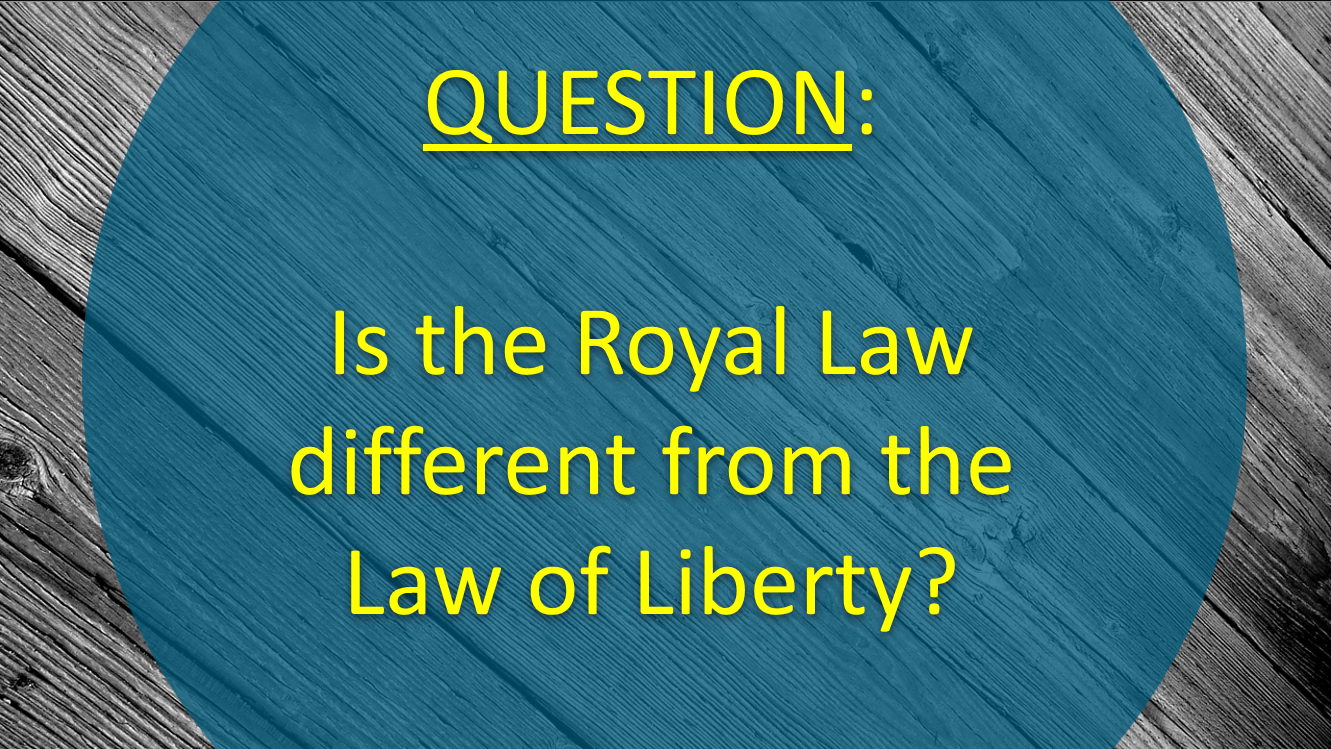 QUESTION:
Is the Royal Law
different from the
Law of Liberty?